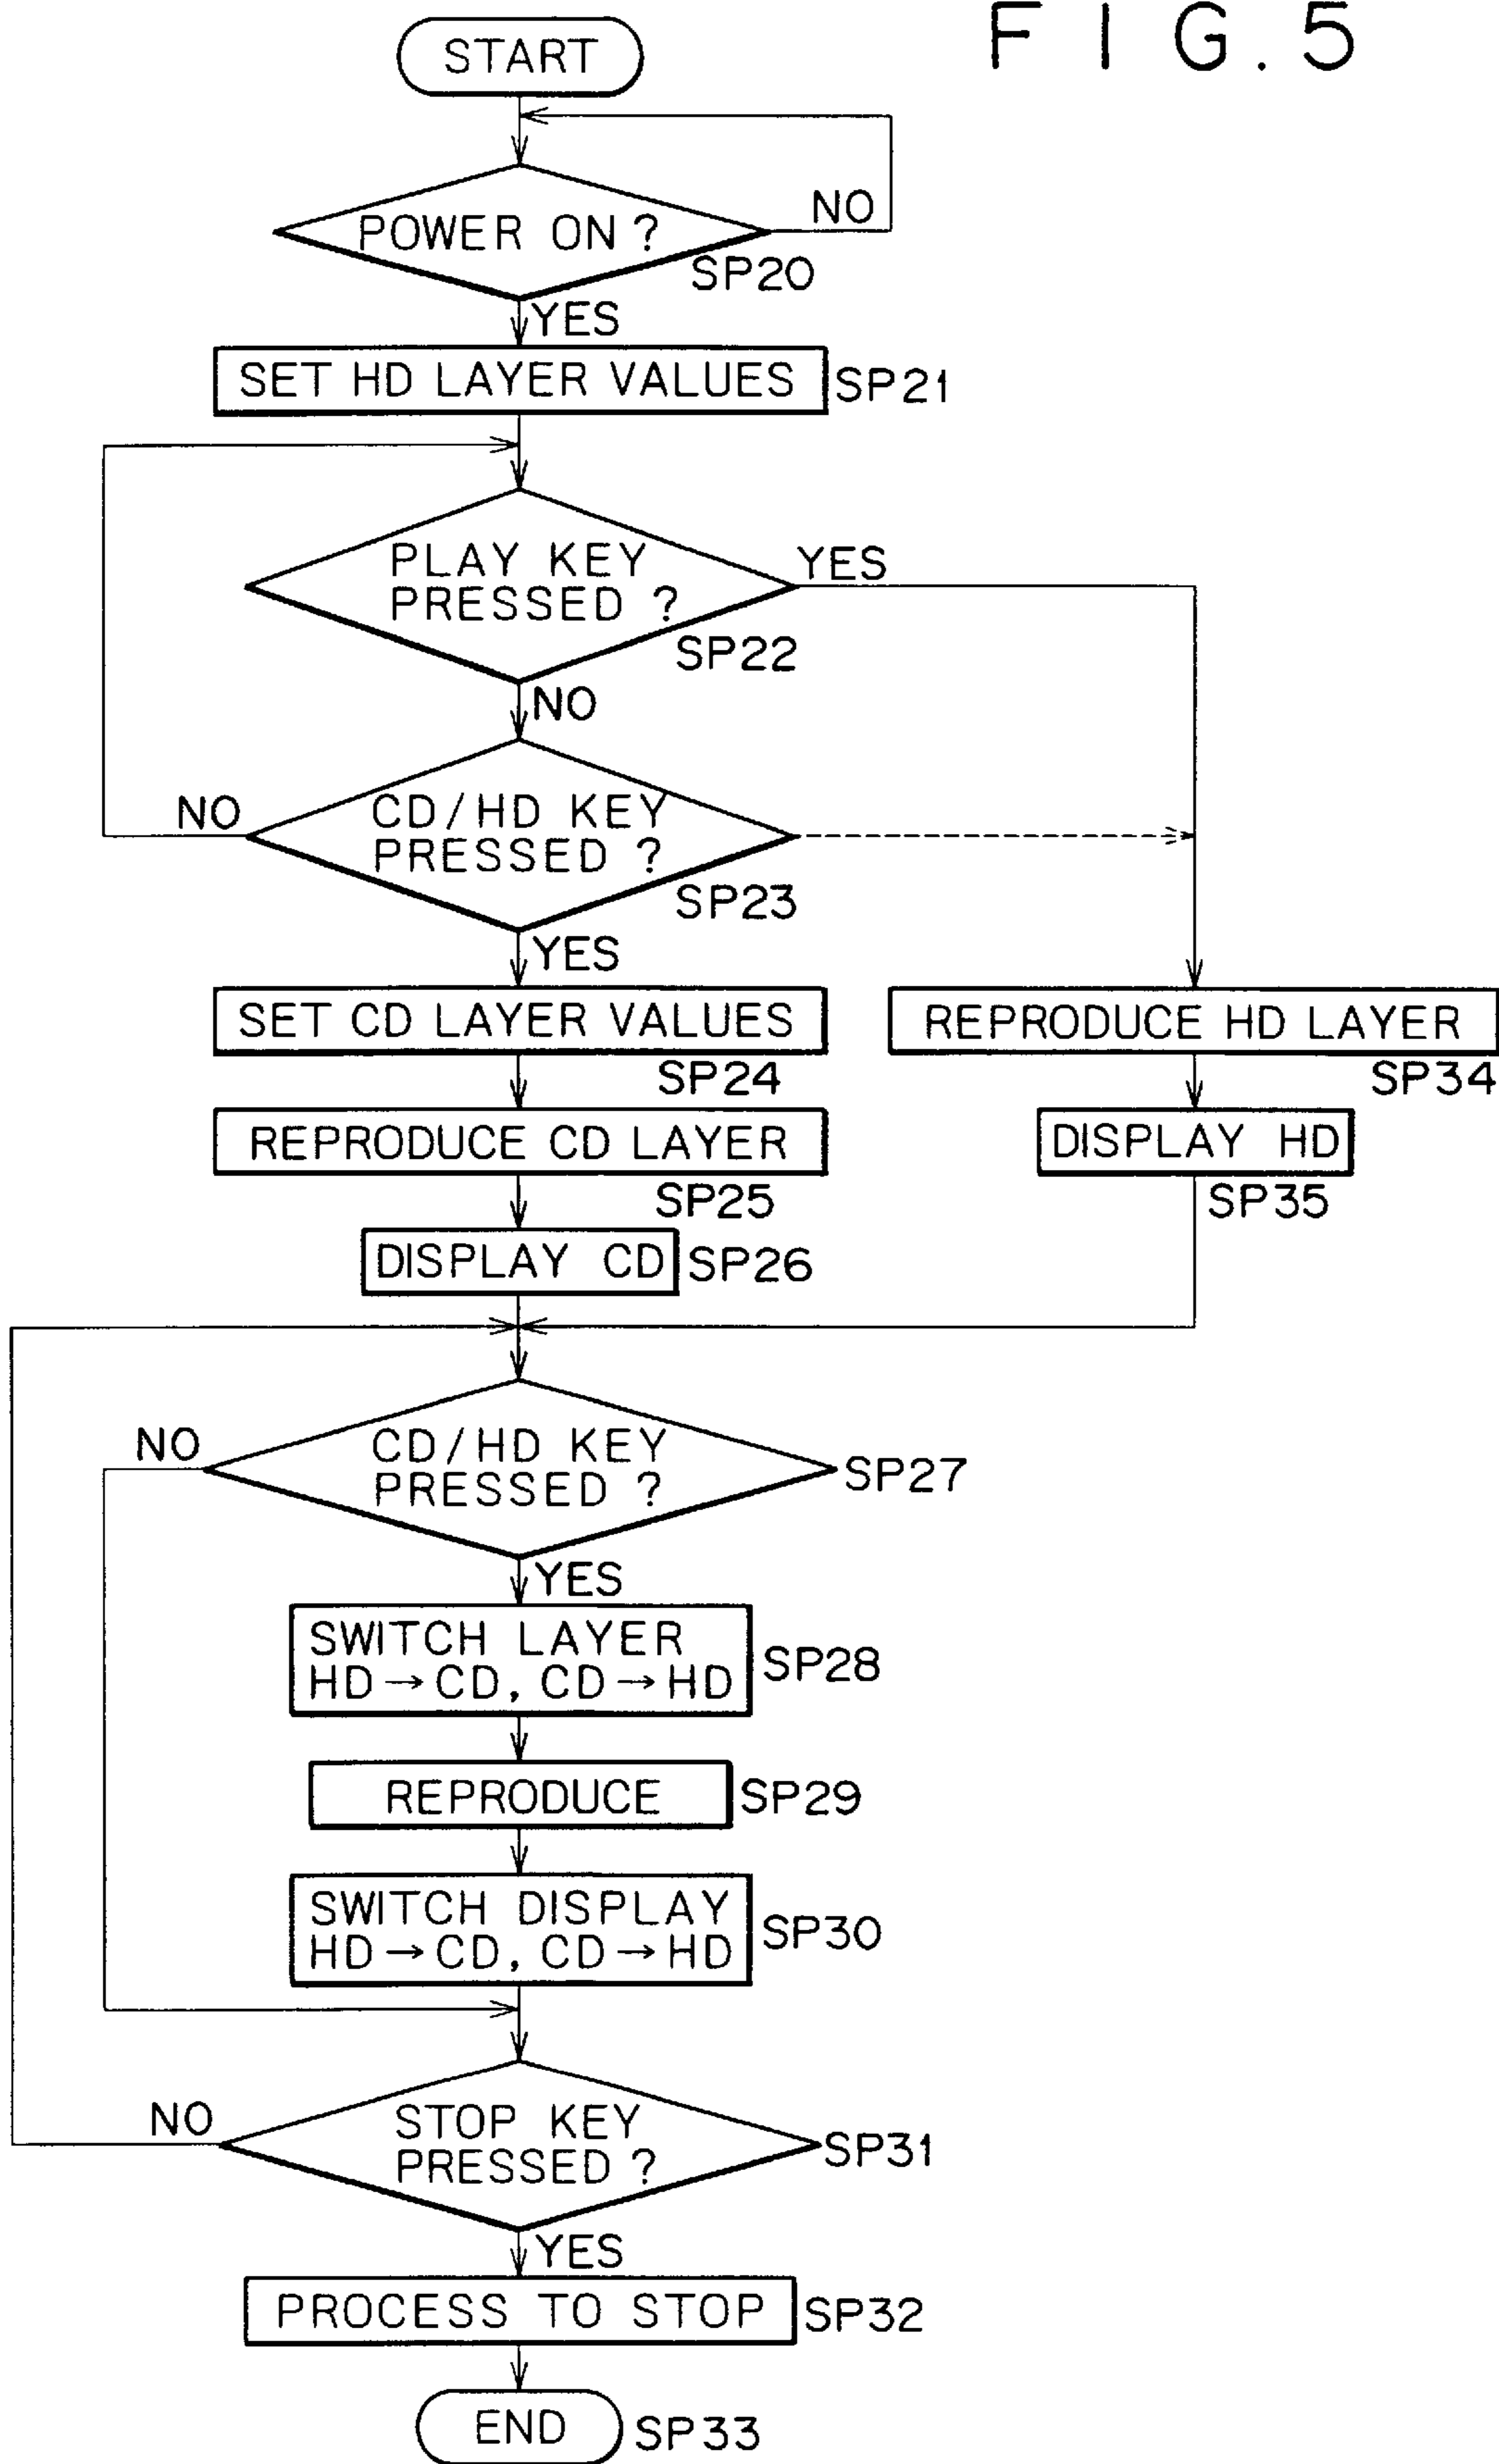 FIG.5
START
POWER ON ?
NO
SP20
YES
SET HD LAYER VALUES
SP21
PLAY KEY
PRESSED ?
YES
SP22
NO
CD/HD KEY
PRESSED ?
NO
SP23
YES
SET CD LAYER VALUES
SP24
REPRODUCE HD LAYER
SP34
REPRODUCE CD LAYER
SP25
DISPLAY HD
SP35
DISPLAY CD
SP26
CD/HD KEY
PRESSED ?
NO
SP27
YES
SWITCH LAYER
HD→CD, CD→HD
SP28
REPRODUCE
SP29
SWITCH DISPLAY
HD→CD, CD→HD
SP30
STOP KEY
PRESSED ?
NO
SP31
YES
PROCESS TO STOP
SP32
END
SP33